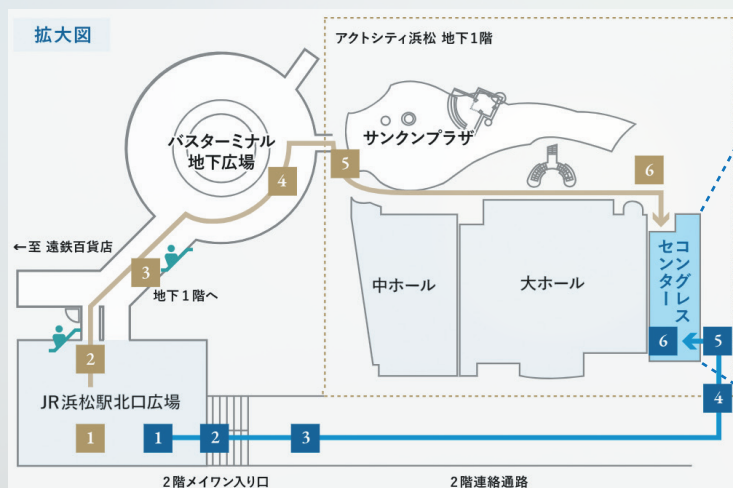 拡大図
アクトシティ浜松 地下1階
バスターミナル
地下広場
サンクンプラザ
4
5
6
←至 遠鉄百貨店
3
地下1階へ
中ホール
大ホール
コングレス
センター
2
6
5
JR浜松駅北口広場
4
1
1
2
3
2階メイワン入り口
2階連絡通路